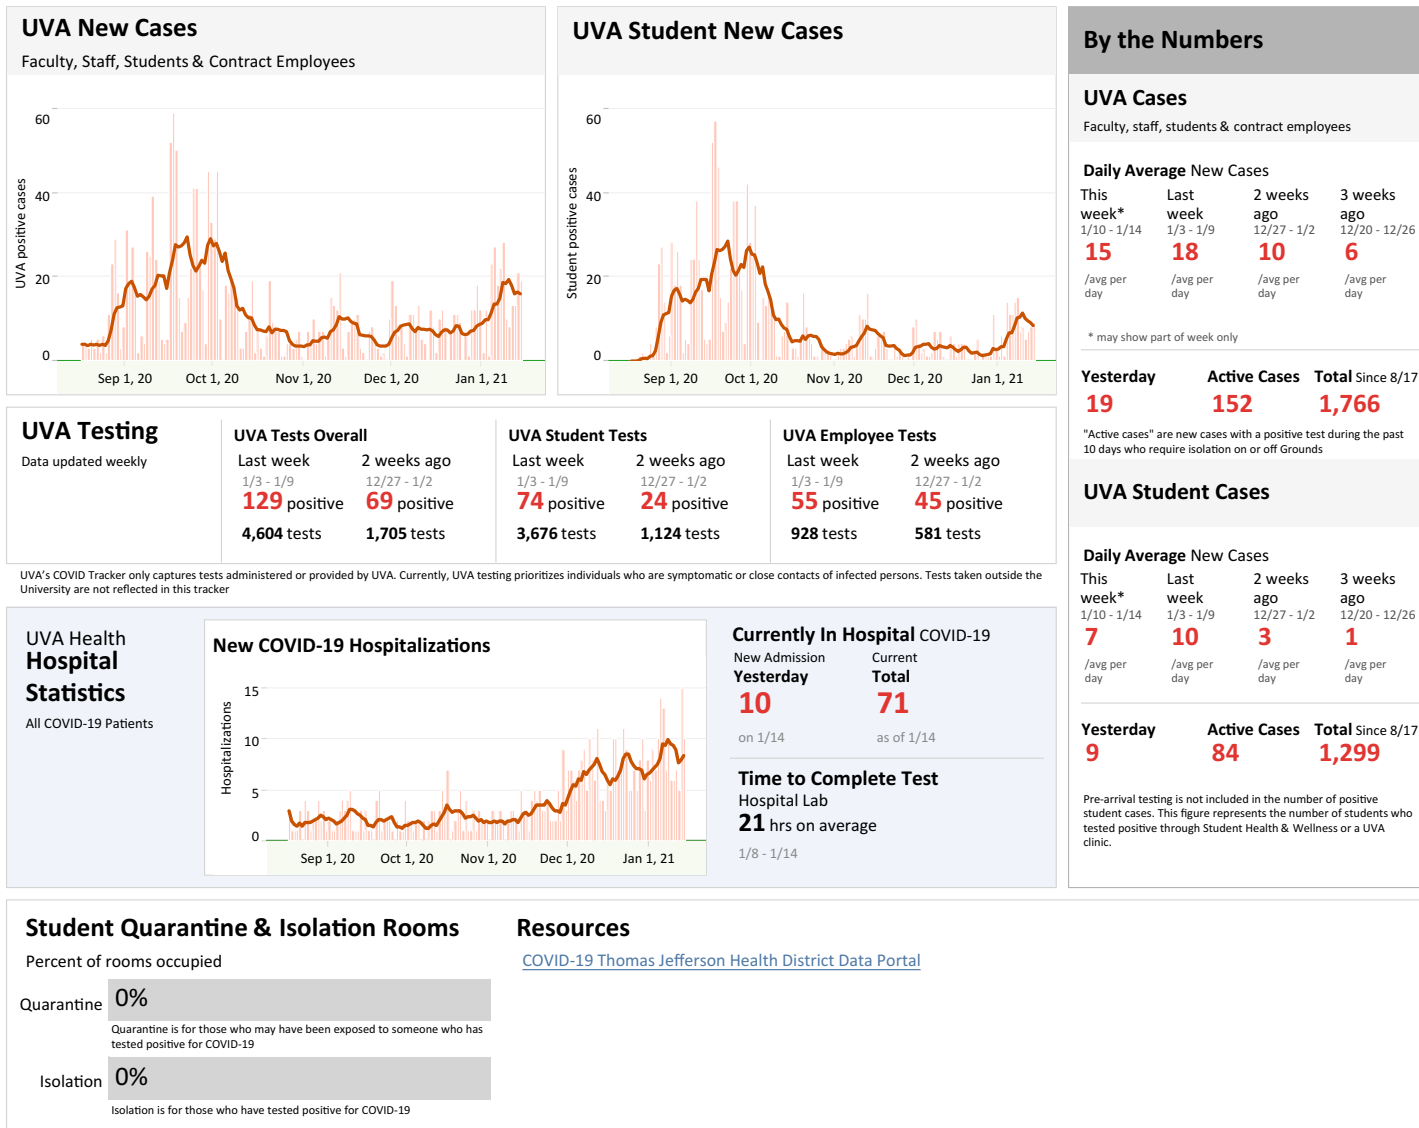 UVA New Cases
Faculty, Staff, Students & Contract Employees
UVA positive cases
60
40
20
0
Sep 1, 20 Oct 1, 20 Nov 1, 20 Dec 1, 20 Jan 1, 21
UVA Student New Cases
Student positive cases
60
40
20
0
Sep 1, 20 Oct 1, 20 Nov 1, 20 Dec 1, 20 Jan 1, 21
By the Numbers
UVA Cases
Faculty, staff, students & contract employees
Daily Average New Cases
This week* Last week 2 weeks ago 3 weeks ago
1/10 - 1/14 1/3 - 1/9 12/27 - 1/2 12/20 - 12/26
15 18 10 6
/avg per day /avg per day /avg per day /avg per day
* may show part of week only
Yesterday Active Cases Total Since 8/17
19 152 1,766
"Active cases" are new cases with a positive test during the past
10 days who require isolation on or off Grounds
UVA Student Cases
Daily Average New Cases
This week* Last week 2 weeks ago 3 weeks ago
1/10 - 1/14 1/3 - 1/9 12/27 - 1/2 12/20 - 12/26
7 10 3 1
/avg per day /avg per day /avg per day /avg per day
Yesterday Active Cases Total Since 8/17
9 84 1,299
Pre-arrival testing is not included in the number of positive
student cases. This figure represents the number of students who
tested positive through Student Health & Wellness or a UVA
clinic.
UVA Testing
Data updated weekly
UVA Tests Overall
Last week 2 weeks ago
1/3 - 1/9 12/27 - 1/2
129 positive 69 positive
4,604 tests 1,705 tests
UVA Student Tests
Last week 2 weeks ago
1/3 - 1/9 12/27 - 1/2
74 positive 24 positive
3,676 tests 1,124 tests
UVA Employee Tests
Last week 2 weeks ago
1/3 - 1/9 12/27 - 1/2
55 positive 45 positive
928 tests 581 tests
UVA's COVID Tracker only captures tests administered or provided by UVA. Currently, UVA testing prioritizes individuals who are symptomatic or close contacts of infected persons. Tests taken outside the
University are not reflected in this tracker
UVA Health
Hospital
Statistics
All COVID-19 Patients
New COVID-19 Hospitalizations
Hospitalizations
15
10
5
0
Sep 1, 20 Oct 1, 20 Nov 1, 20 Dec 1, 20 Jan 1, 21
Currently In Hospital COVID-19
New Admission Current
Yesterday Total
10 71
on 1/14 as of 1/14
Time to Complete Test
Hospital Lab
21 hrs on average
1/8 - 1/14
Student Quarantine & Isolation Rooms
Percent of rooms occupied
Quarantine 0%
Quarantine is for those who may have been exposed to someone who has
tested positive for COVID-19
Isolation 0%
Isolation is for those who have tested positive for COVID-19
Resources
COVID-19 Thomas Jefferson Health District Data Portal